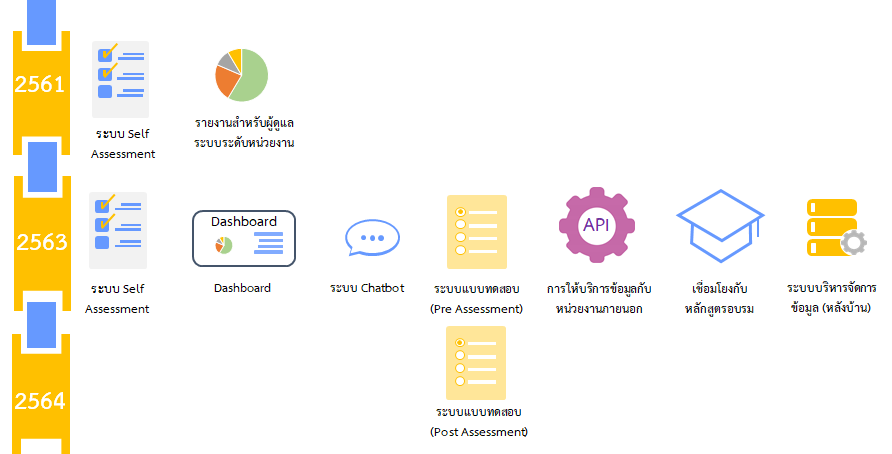 2561
ระบบ Self
Assessment
รายงานสำหรับผู้ดูแล
ระบบระดับหน่วยงาน
2563
ระบบ Self
Assessment
Dashboard
Dashboard
ระบบ Chatbot
ระบบแบบทดสอบ
(Pre Assessment)
API
การให้บริการข้อมูลกับ
หน่วยงานภายนอก
เชื่อมโยงกับ
หลักสูตรอบรม
ระบบบริหารจัดการ
ข้อมูล (หลังบ้าน)
2564
ระบบแบบทดสอบ
(Post Assessment)